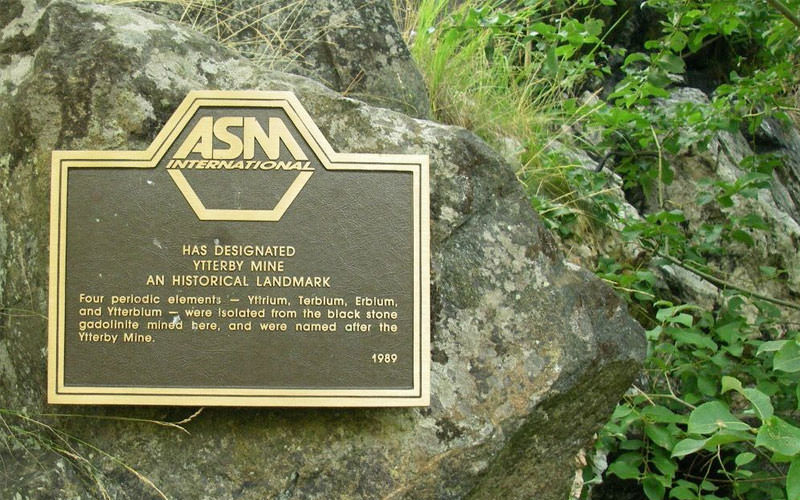 ASM
INTERNATIONAL
HAS DESIGNATED
YTTERBY MINE
AN HISTORICAL LANDMARK
Four periodic elements — Yttrium, Terbium, Erbium,
and Ytterbium — were isolated from the black stone
gadolinite mined here, and were named after the
Ytterby Mine.
1989